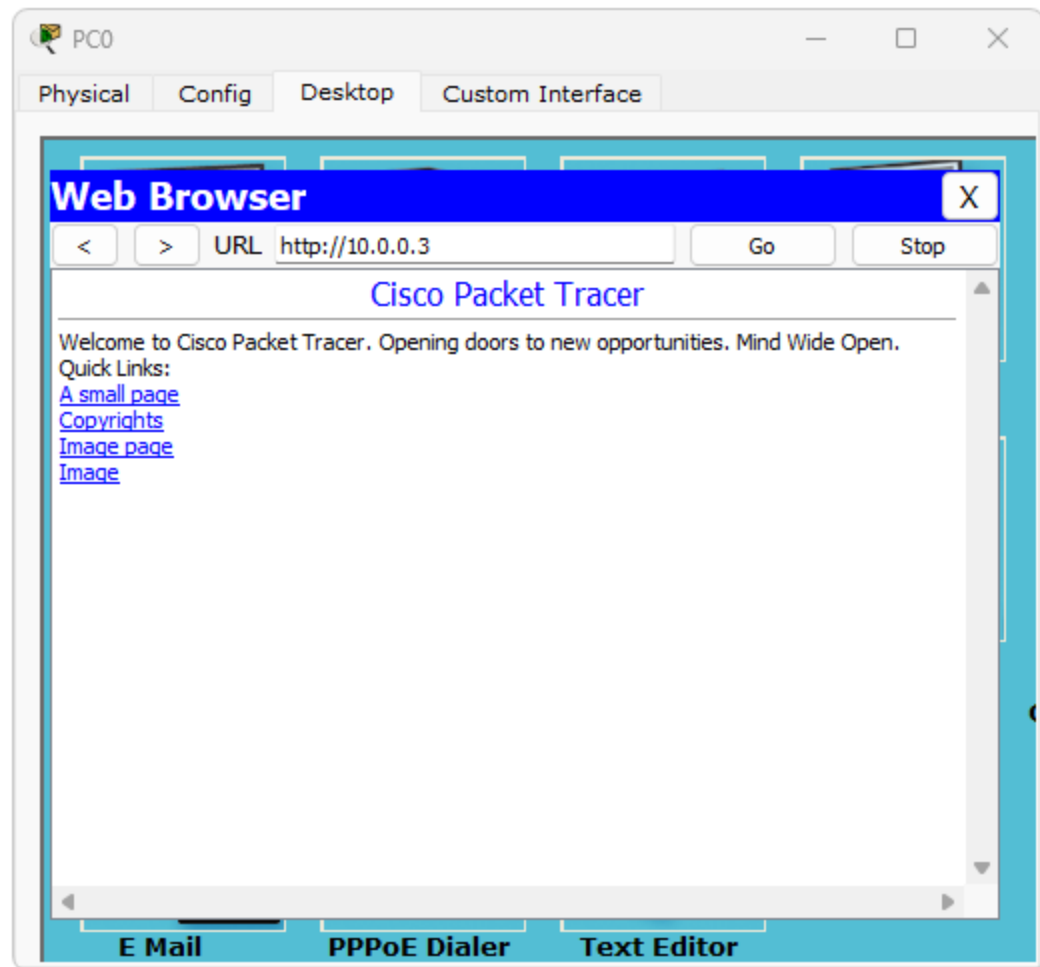 PC0
Physical Config Desktop Custom Interface
Web Browser X
< > URL http://10.0.0.3 Go Stop
Cisco Packet Tracer
Welcome to Cisco Packet Tracer. Opening doors to new opportunities. Mind Wide Open.
Quick Links:
A small page
Copyrights
Image page
Image
E Mail PPPoE Dialer Text Editor